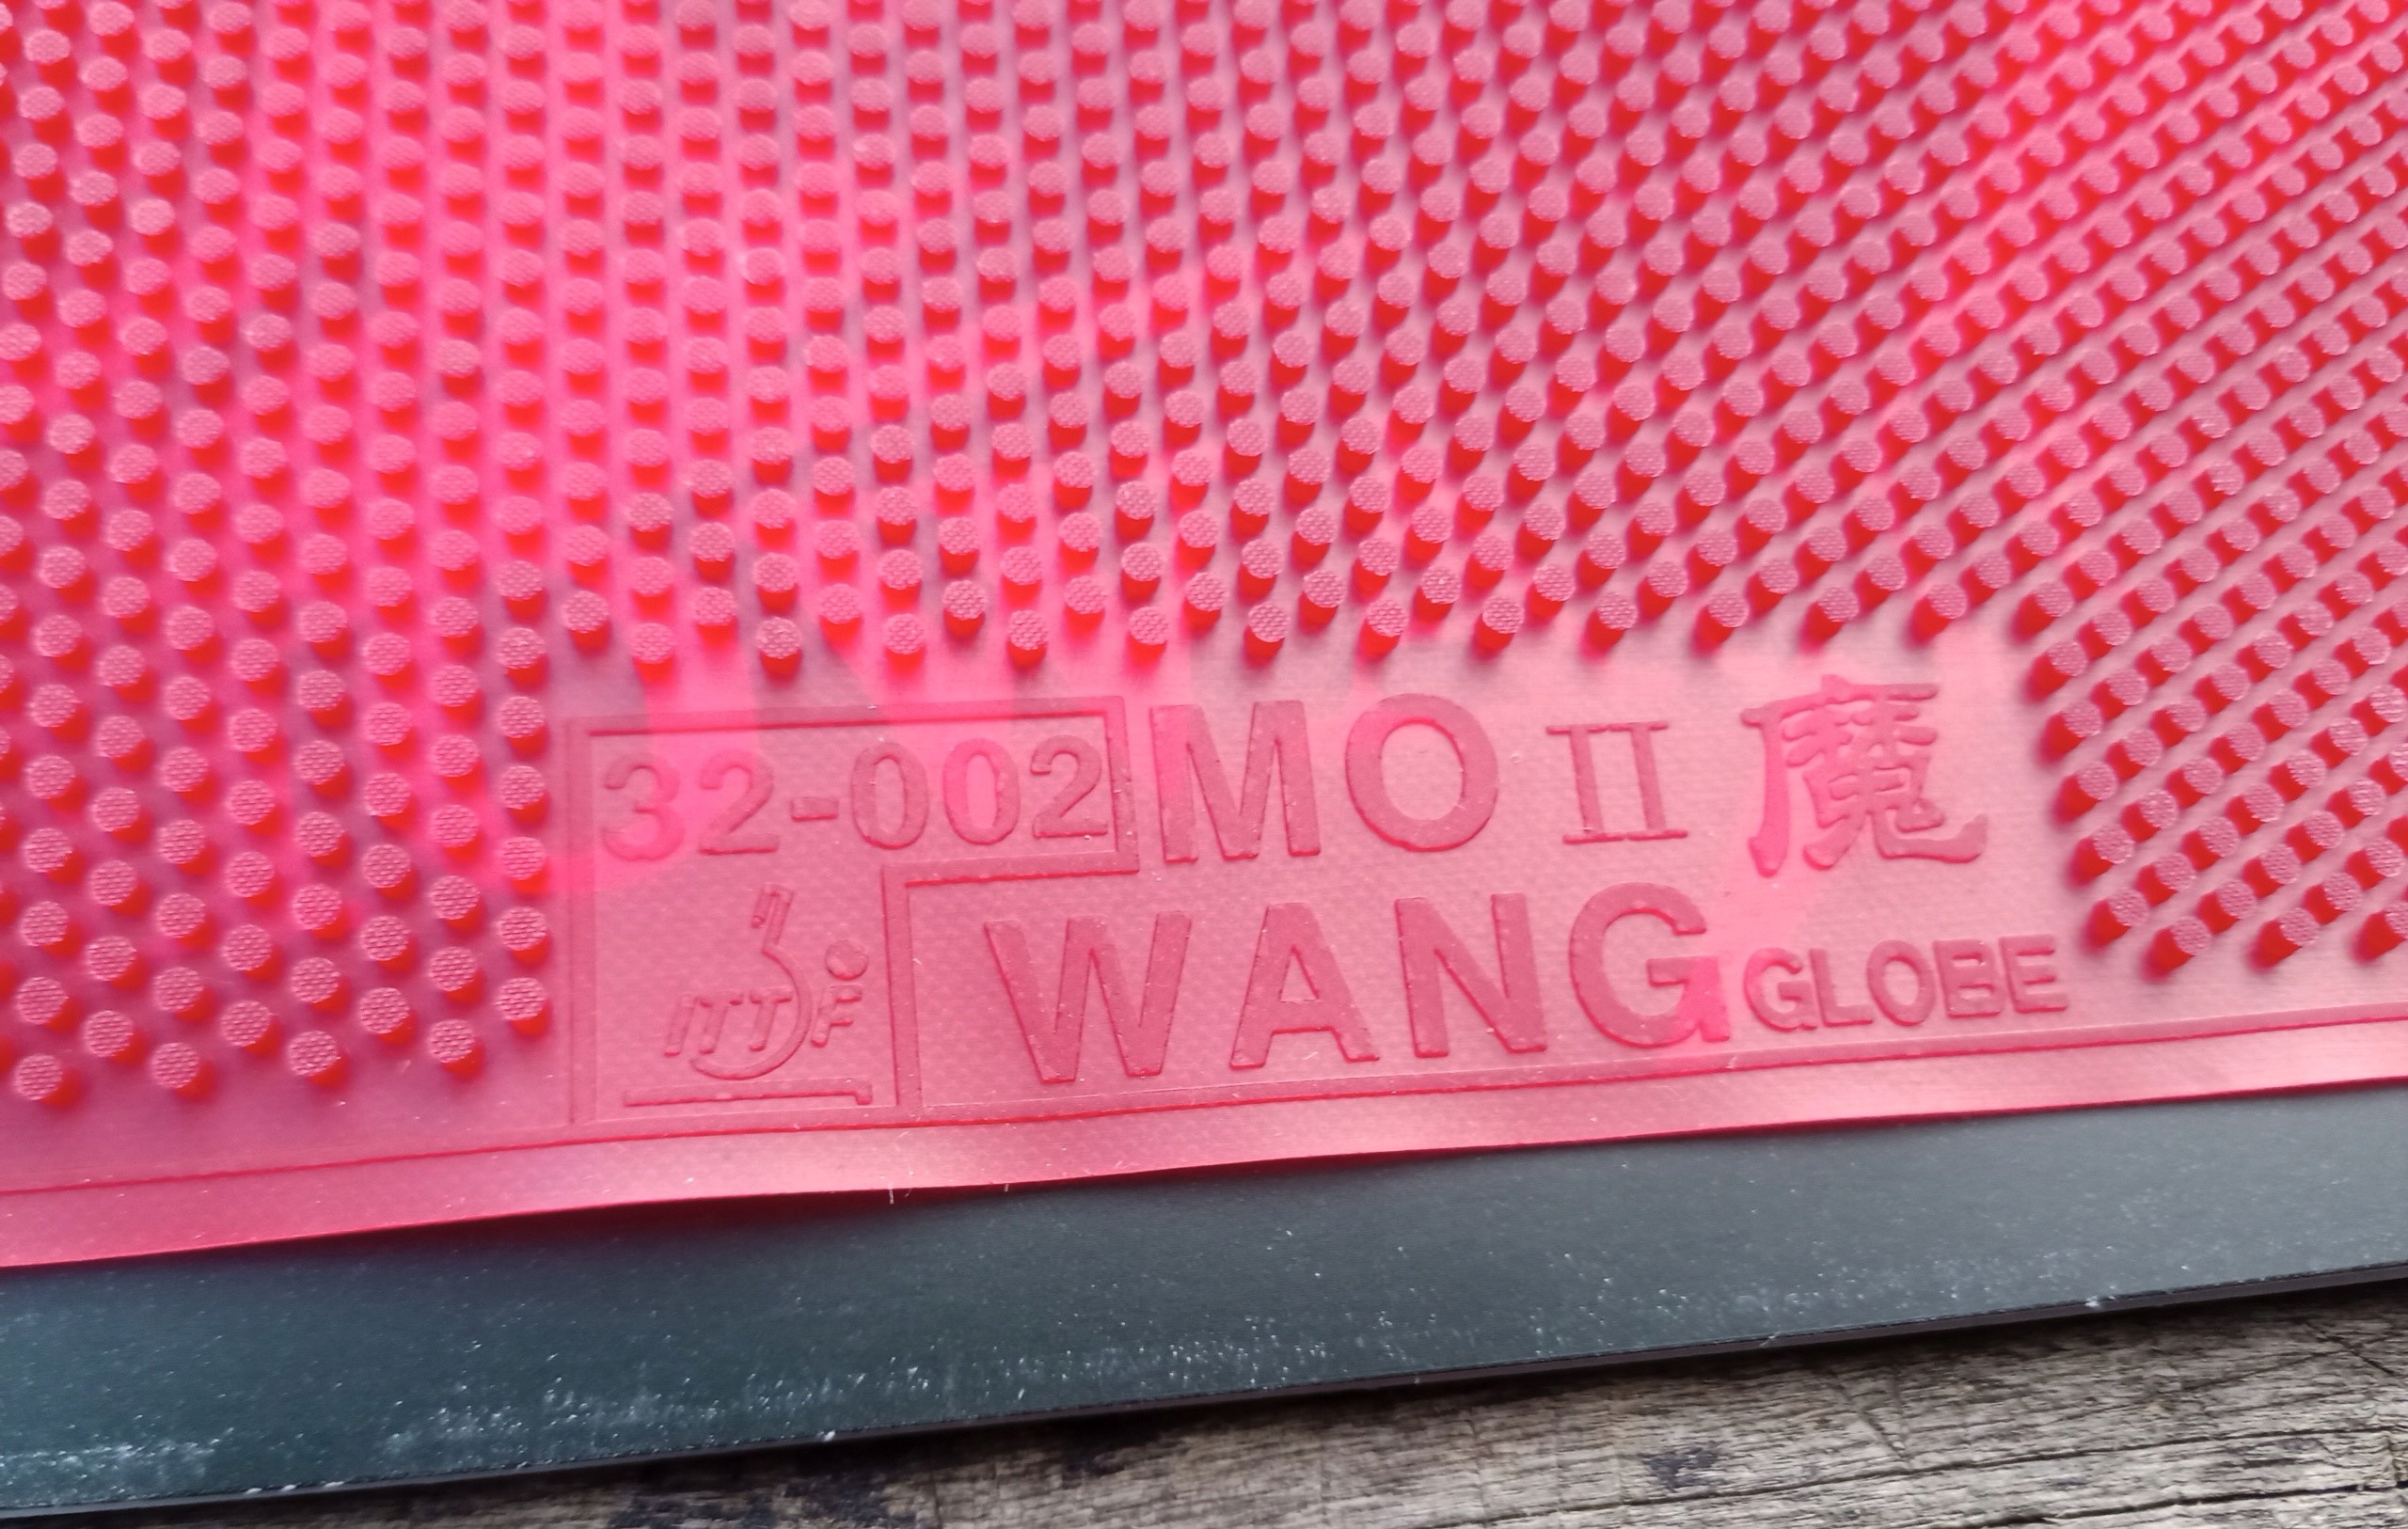 32-002 MO II 魔
ITTF WANG GLOBE